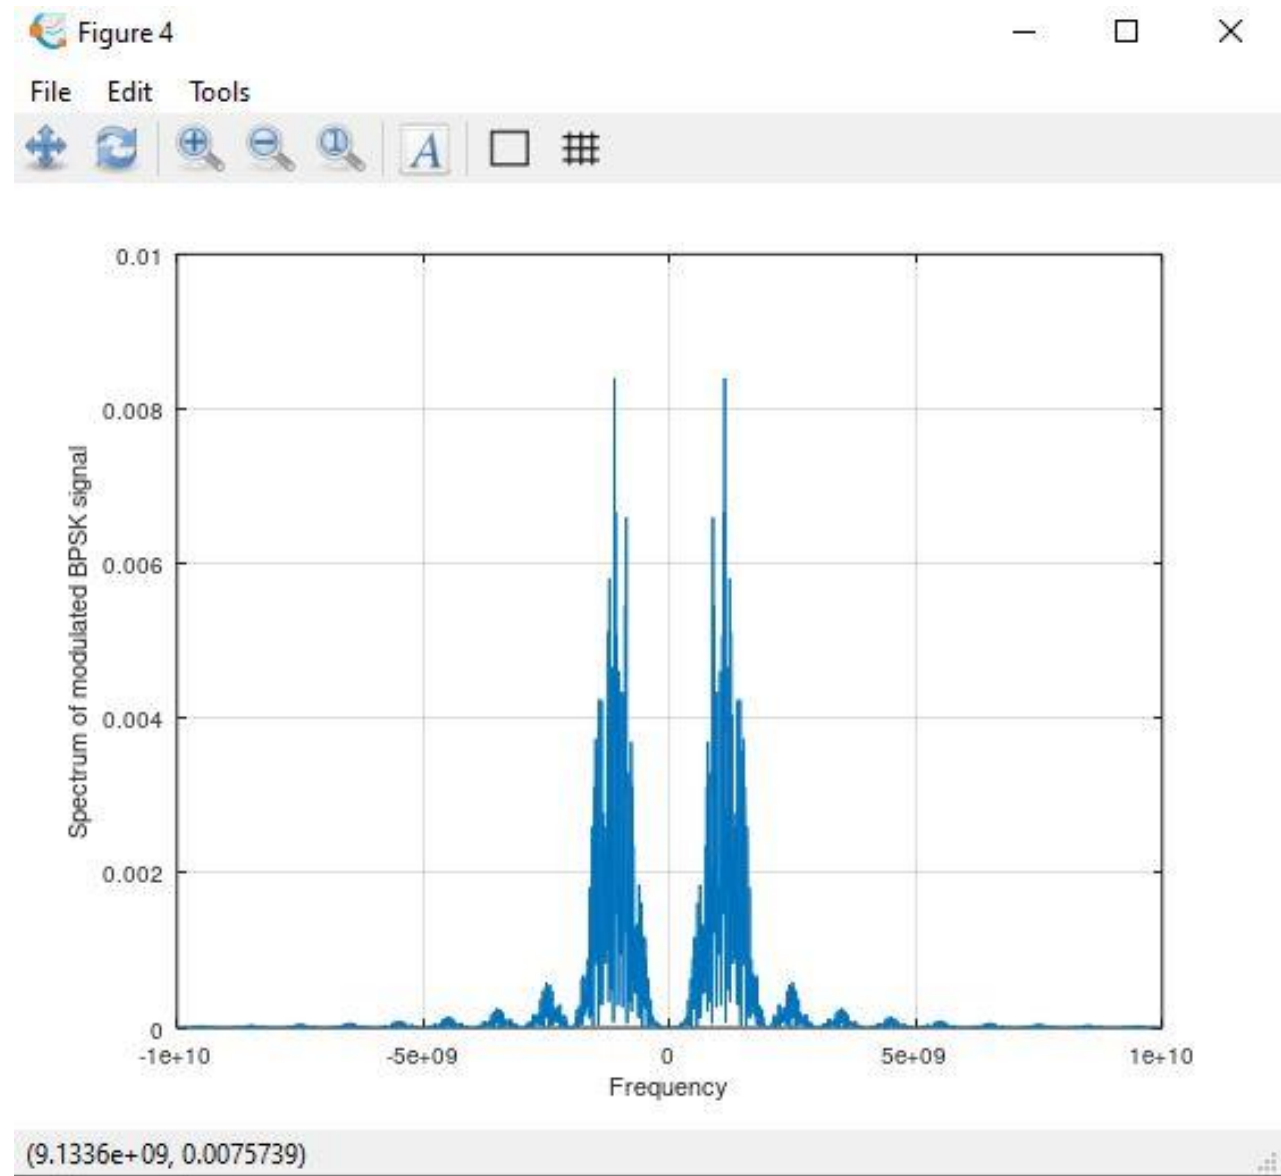 Figure 4
File Edit Tools
A
0.01
0.008
0.006
0.004
0.002
0
Spectrum of modulated BPSK signal
-1e+10 -5e+09 0 5e+09 1e+10
Frequency
(9.1336e+09, 0.0075739)